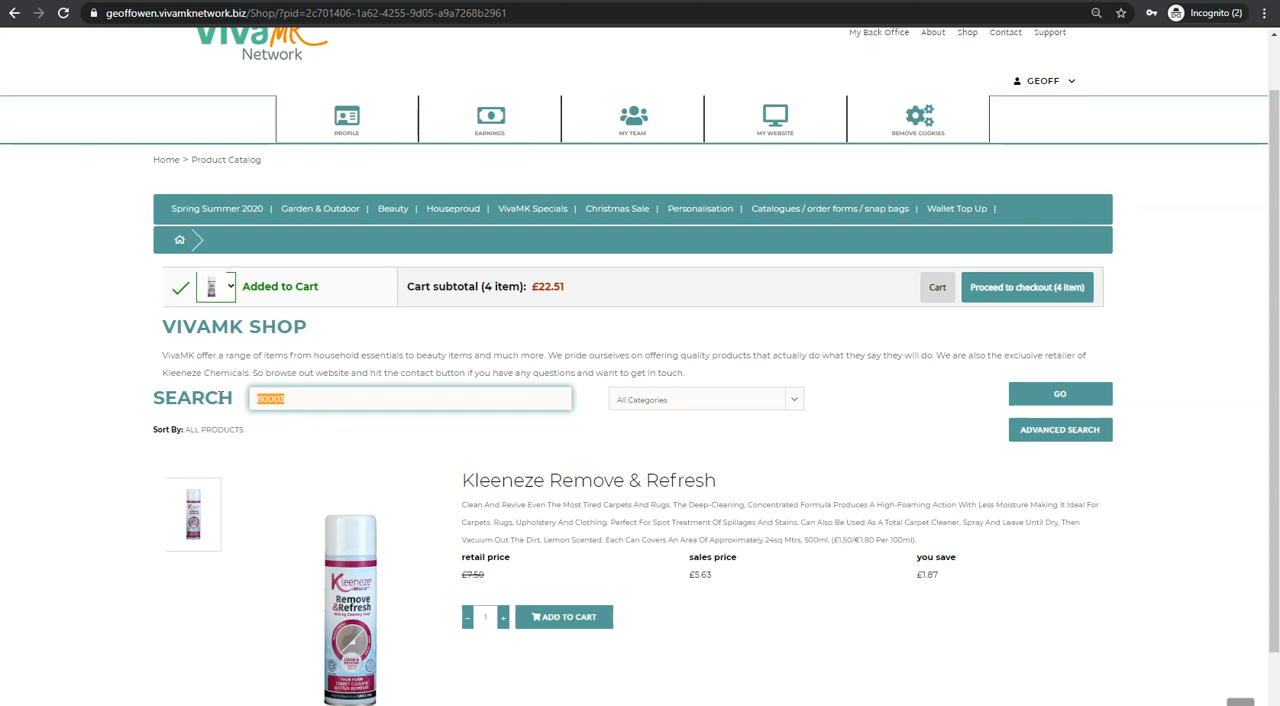 geoffowen.vivamknetwork.biz/Shop/?pid=2c701406-1a62-4255-9d05-a9a7268b2961
Incognito (2)
VivaMK
Network
My Back Office About Shop Contact Support
GEOFF
PROFILE EARNINGS MY TEAM MY WEBSITE REMOVE COOKIES
Home > Product Catalog
Spring Summer 2020 | Garden & Outdoor | Beauty | Houseproud | VivaMK Specials | Christmas Sale | Personalisation | Catalogues / order forms / snap bags | Wallet Top Up |
Added to Cart Cart subtotal (4 item): £22.51 Cart Proceed to checkout (4 item)
VIVAMK SHOP
VivaMK offer a range of items from household essentials to beauty items and much more. We pride ourselves on offering quality products that actually do what they say they will do. We are also the exclusive retailer of
Kleeneze Chemicals. So browse out website and hit the contact button if you have any questions and want to get in touch.
SEARCH 80003 All Categories GO
Sort By: ALL PRODUCTS ADVANCED SEARCH
Kleeneze Remove & Refresh
Clean And Revive Even The Most Tired Carpets And Rugs. The Deep-Cleaning, Concentrated Formula Produces A High-Foaming Action With Less Moisture Making It Ideal For
Carpets, Rugs, Upholstery And Clothing. Perfect For Spot Treatment Of Spillages And Stains. Can Also Be Used As A Total Carpet Cleaner, Spray And Leave Until Dry, Then
Vacuum Out The Dirt. Lemon Scented. Each Can Covers An Area Of Approximately 24sq Mtrs. 500ml. (£1.50/€1.80 Per 100ml).
retail price sales price you save
£7.50 £5.63 £1.87
- 1 + ADD TO CART
Kleeneze
Remove
&Refresh